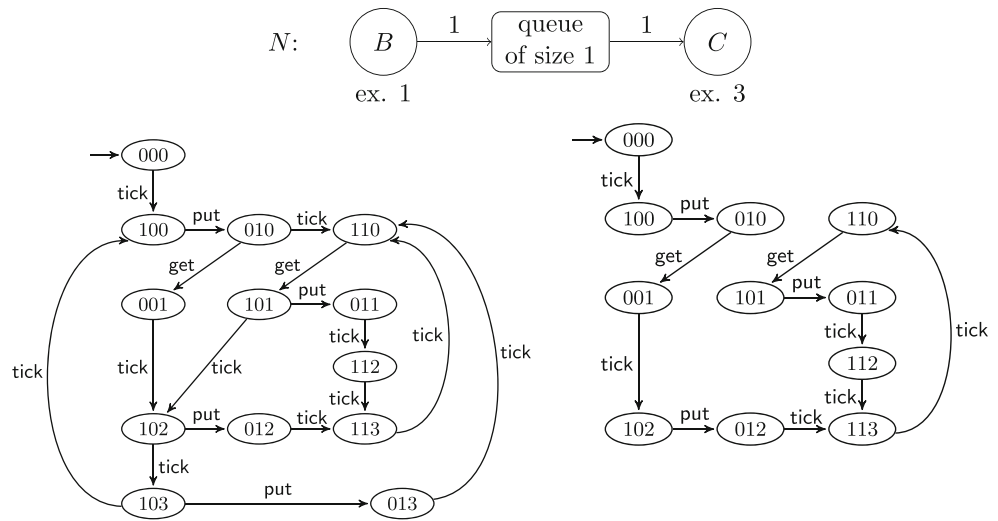 N: B 1 queue of size 1 1 C
ex. 1 ex. 3
000
tick
100 put 010 tick 110
get get
001 101 put 011
tick
tick tick 112 tick tick tick
tick
102 put 012 tick 113
tick
103 put 013
000
tick
100 put 010 110
get get
001 101 put 011
tick
tick 112 tick
tick
102 put 012 tick 113